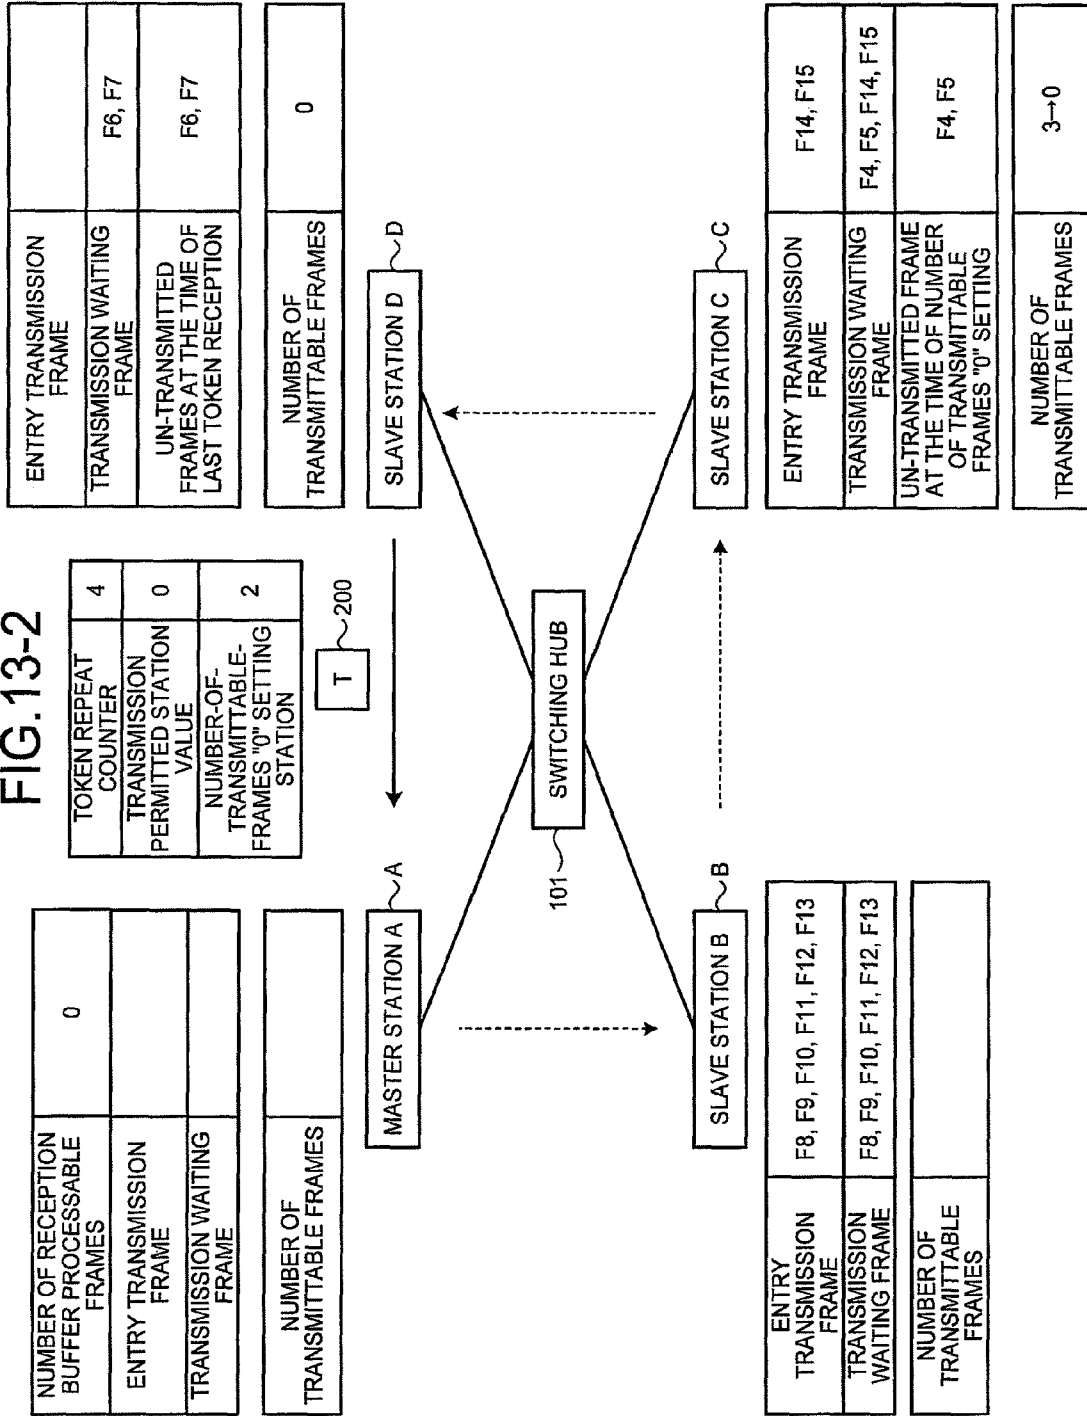 FIG.13-2
NUMBER OF RECEPTION
BUFFER PROCESSABLE
FRAMES
0
ENTRY TRANSMISSION
FRAME
TRANSMISSION WAITING
FRAME
NUMBER OF
TRANSMITTABLE FRAMES
MASTER STATION A
A
TOKEN REPEAT
COUNTER
4
TRANSMISSION
PERMITTED STATION
VALUE
0
NUMBER-OF-
TRANSMITTABLE-
FRAMES "0" SETTING
STATION
2
T
200
ENTRY TRANSMISSION
FRAME
TRANSMISSION WAITING
FRAME
F6, F7
UN-TRANSMITTED
FRAMES AT THE TIME OF
LAST TOKEN RECEPTION
F6, F7
NUMBER OF
TRANSMITTABLE FRAMES
0
SLAVE STATION D
D
101
SWITCHING HUB
SLAVE STATION B
B
ENTRY
TRANSMISSION
FRAME
F8, F9, F10, F11, F12, F13
TRANSMISSION
WAITING FRAME
F8, F9, F10, F11, F12, F13
NUMBER OF
TRANSMITTABLE
FRAMES
SLAVE STATION C
C
ENTRY TRANSMISSION
FRAME
F14, F15
TRANSMISSION WAITING
FRAME
F4, F5, F14, F15
UN-TRANSMITTED FRAME
AT THE TIME OF NUMBER
OF TRANSMITTABLE
FRAMES "0" SETTING
F4, F5
NUMBER OF
TRANSMITTABLE FRAMES
3→0